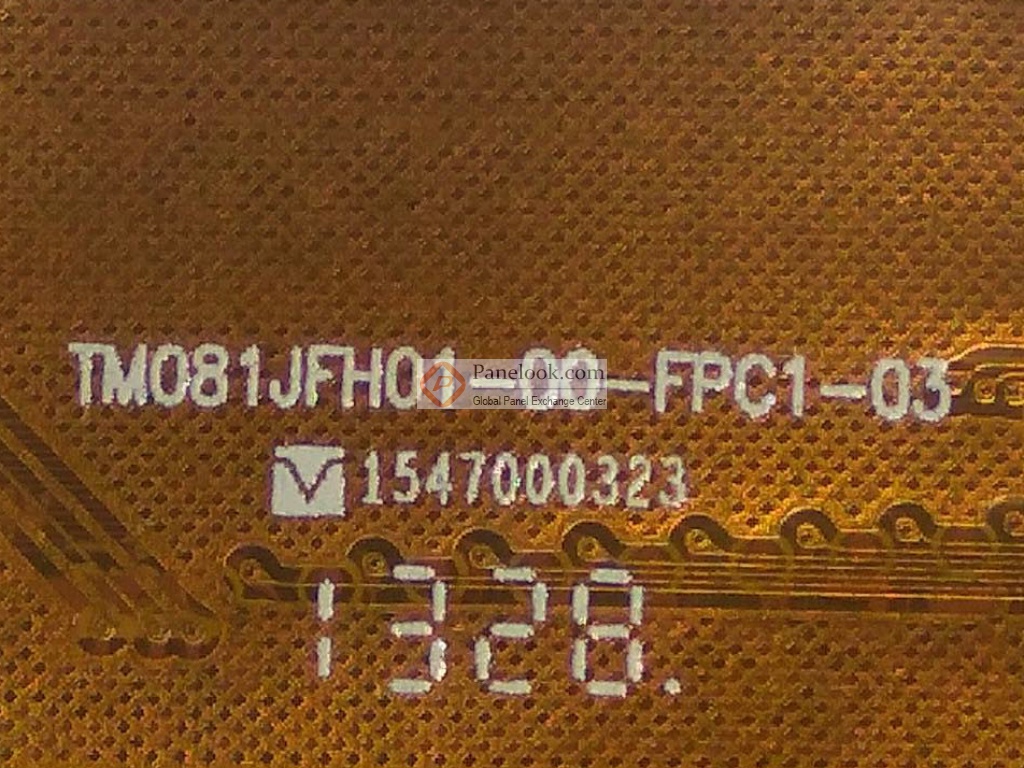 TM081JFH01-00-FPC1-03
Panelook.com
Global Panel Exchange Center
1547000323
1328.